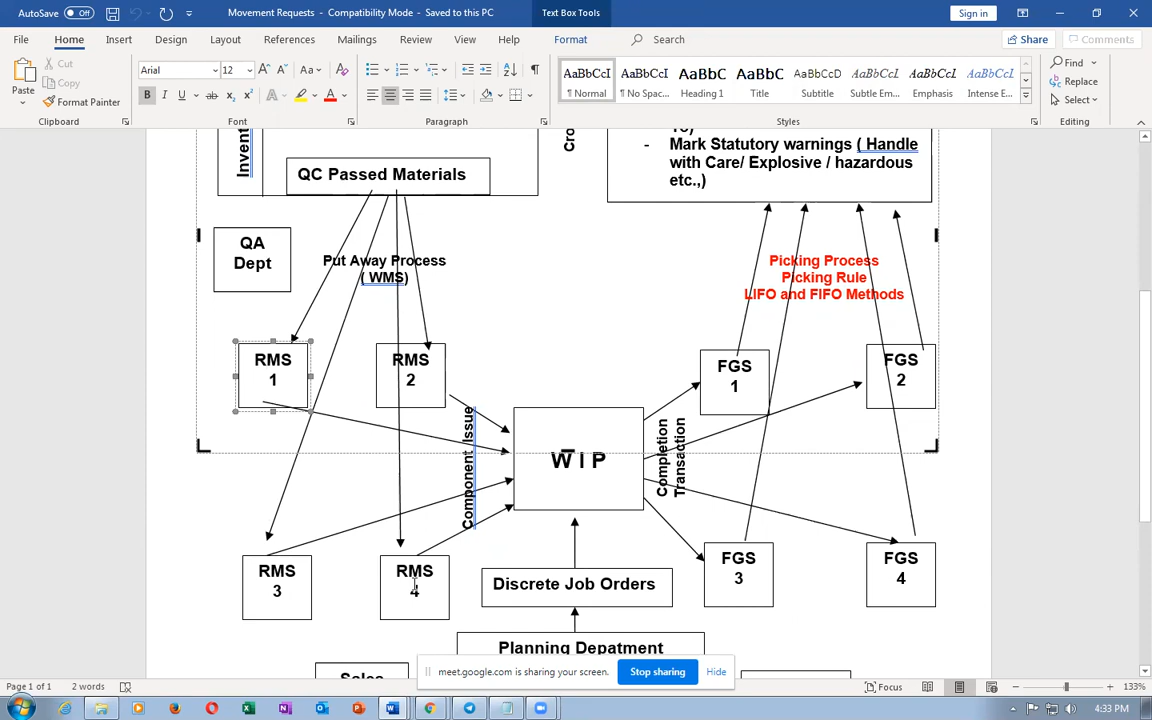 AutoSave Off
Movement Requests - Compatibility Mode - Saved to this PC
Text Box Tools
Sign in
File Home Insert Design Layout References Mailings Review View Help Format Search
Share Comments
Paste
Cut
Copy
Format Painter
Arial 12
AaBbCcI AaBbCcI AaBbC AaBbC AaBbCcD AaBbCcI AaBbCcI AaBbCcI
¶ Normal ¶ No Spac... Heading 1 Title Subtitle Subtle Em... Emphasis Intense E...
Find
Replace
Select
Clipboard Font Paragraph Styles Editing
Invent
Cro
QC Passed Materials
- Mark Statutory warnings ( Handle
with Care/ Explosive / hazardous
etc.,)
QA
Dept
Put Away Process
( WMS)
Picking Process
Picking Rule
LIFO and FIFO Methods
RMS
1
RMS
2
FGS
1
FGS
2
Component Issue
W I P
Completion
Transaction
RMS
3
RMS
4
Discrete Job Orders
FGS
3
FGS
4
Planning Depatment
Sales
meet.google.com is sharing your screen.
Stop sharing
Hide
Page 1 of 1 2 words
Focus
133%
4:33 PM